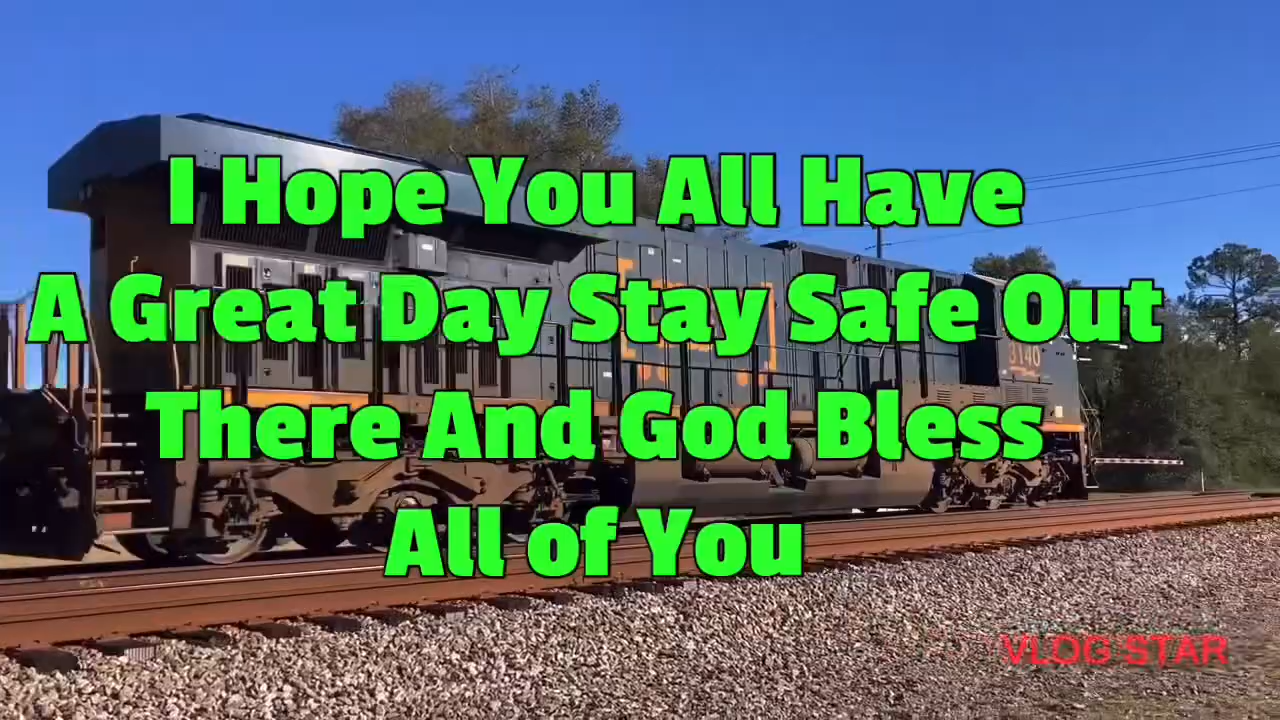 I Hope You All Have
A Great Day Stay Safe Out
There And God Bless
All of You
3140
VLOG STAR